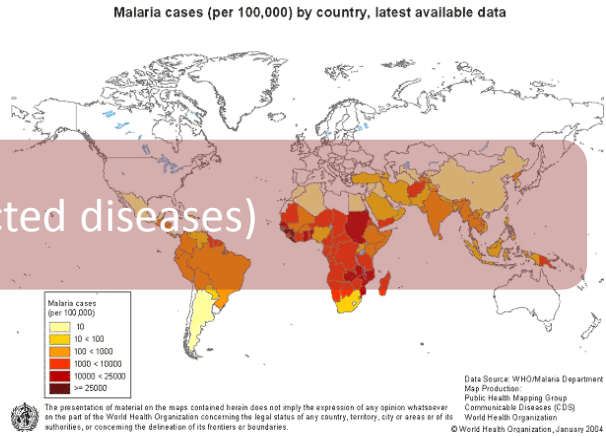 Malaria cases (per 100,000) by country, latest available data
cted diseases)
Malaria cases
(per 100,000)
10
10 < 100
100 < 1000
1000 < 10000
10000 < 25000
>= 25000
Data Source: WHO/Malaria Department
Map Production:
Public Health Mapping Group
Communicable Diseases (CDS)
World Health Organization
© World Health Organization, January 2004
The presentation of material on the maps contained herein does not imply the expression of any opinion whatsoever
on the part of the World Health Organization concerning the legal status of any country, territory, city or areas or of its
authorities, or concerning the delineation of its frontiers or boundaries.